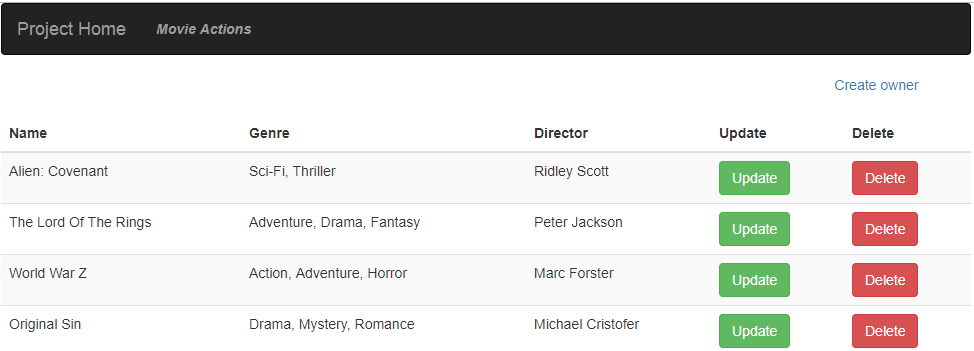 Project Home Movie Actions
Create owner
Name Genre Director Update Delete
Alien: Covenant Sci-Fi, Thriller Ridley Scott Update Delete
The Lord Of The Rings Adventure, Drama, Fantasy Peter Jackson Update Delete
World War Z Action, Adventure, Horror Marc Forster Update Delete
Original Sin Drama, Mystery, Romance Michael Cristofer Update Delete